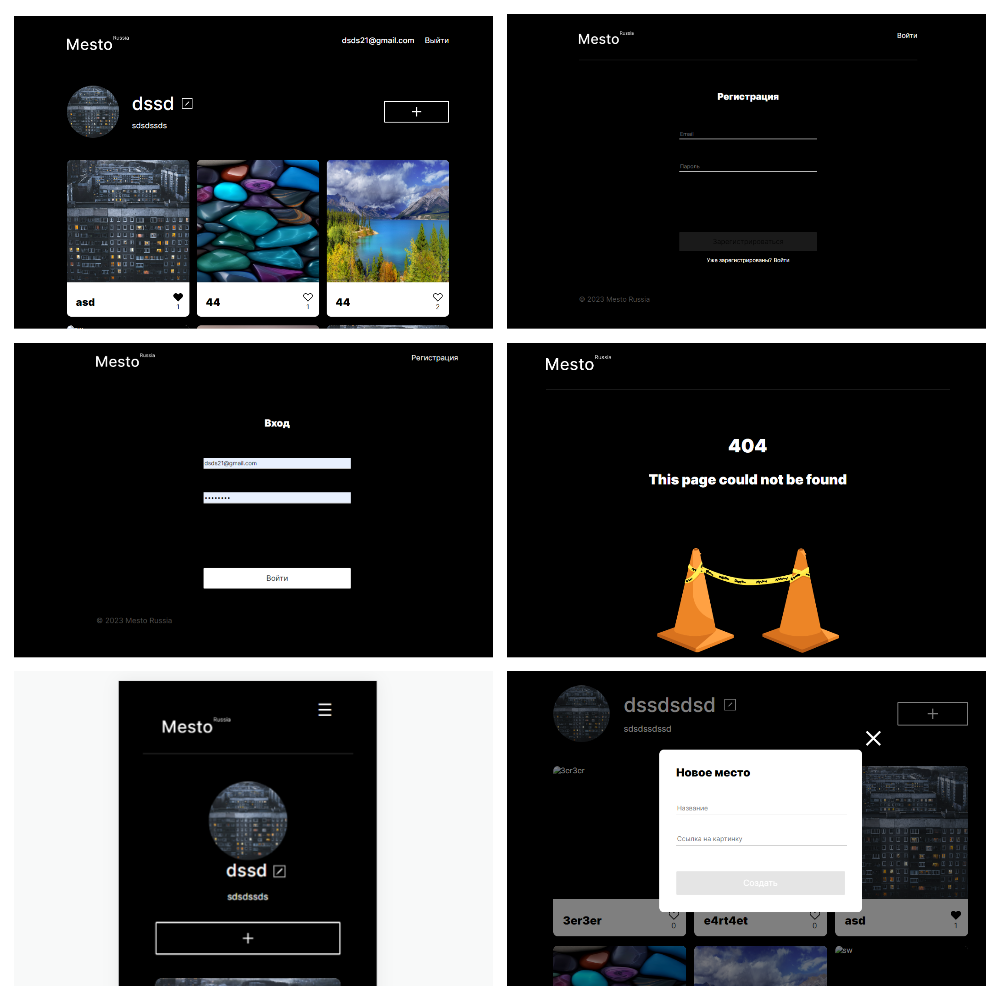 Mesto Russia
dsds21@gmail.com Выйти
dssd
sdsdssds
+
asd
1
44
1
44
2
Mesto Russia
Войти
Регистрация
Email
Пароль
Зарегистрироваться
Уже зарегистрированы? Войти
© 2023 Mesto Russia
Mesto Russia
Регистрация
Вход
dsds21@gmail.com
••••••••
Войти
© 2023 Mesto Russia
Mesto Russia
404
This page could not be found
Mesto Russia
dssd
sdsdssds
+
dssdsdsd
sdsdssdssd
+
3er3er
Новое место
Название
Ссылка на картинку
Создать
3er3er
0
e4rt4et
0
asd
1